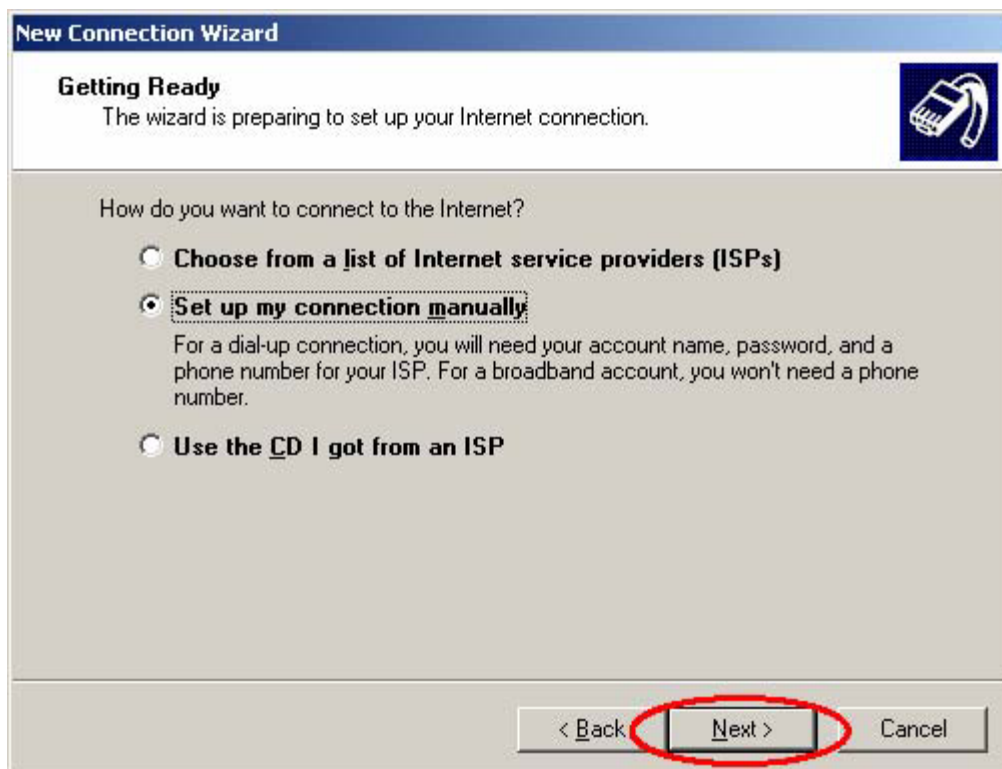 New Connection Wizard
Getting Ready
The wizard is preparing to set up your Internet connection.
How do you want to connect to the Internet?
Choose from a list of Internet service providers (ISPs)
Set up my connection manually
For a dial-up connection, you will need your account name, password, and a
phone number for your ISP. For a broadband account, you won't need a phone
number.
Use the CD I got from an ISP
< Back Next > Cancel